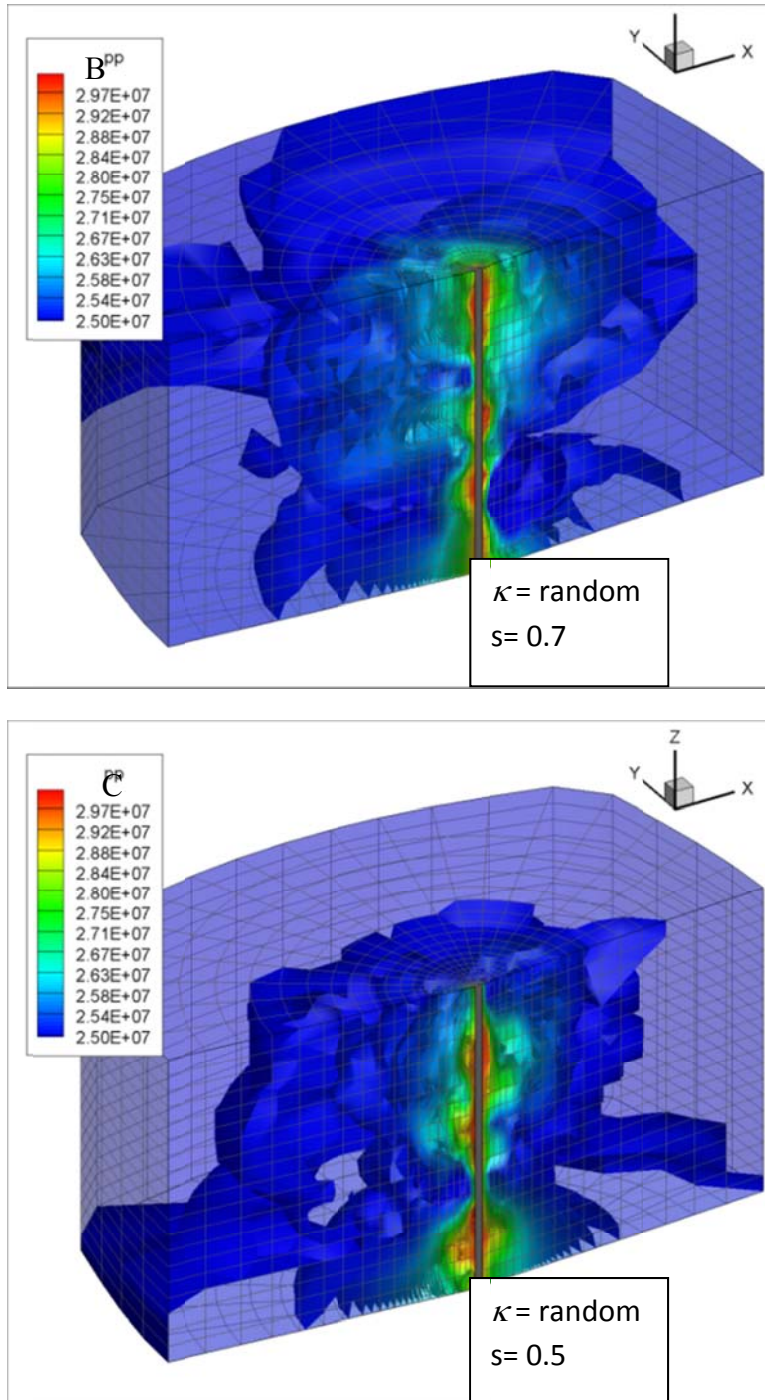 B
pp
2.97E+07
2.92E+07
2.88E+07
2.84E+07
2.80E+07
2.75E+07
2.71E+07
2.67E+07
2.63E+07
2.58E+07
2.54E+07
2.50E+07
Y
X
κ = random
s= 0.7
pp
C
2.97E+07
2.92E+07
2.88E+07
2.84E+07
2.80E+07
2.75E+07
2.71E+07
2.67E+07
2.63E+07
2.58E+07
2.54E+07
2.50E+07
Z
Y
X
κ = random
s= 0.5